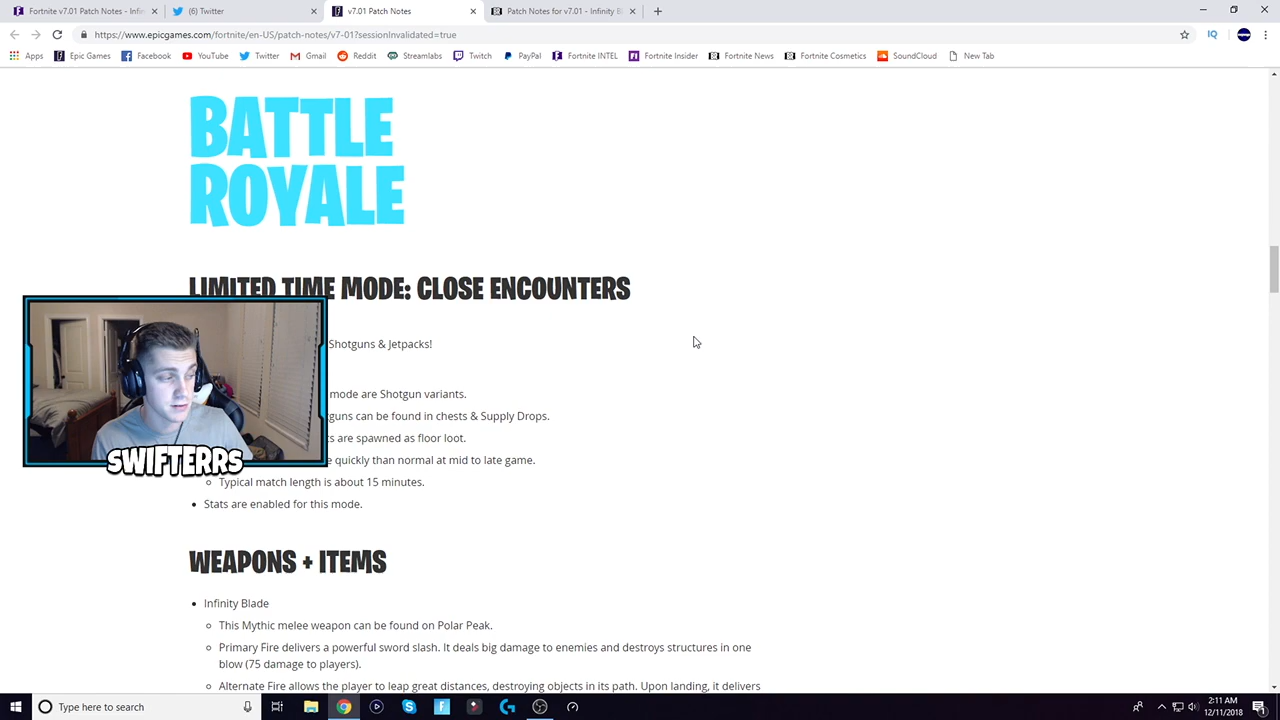 Fortnite v7.01 Patch Notes - Infin
(6) Twitter
v7.01 Patch Notes
Patch Notes for v7.01 - Infinity Bl
https://www.epicgames.com/fortnite/en-US/patch-notes/v7-01?sessionInvalidated=true
IQ
Apps
Epic Games
Facebook
YouTube
Twitter
Gmail
Reddit
Streamlabs
Twitch
PayPal
Fortnite INTEL
Fortnite Insider
Fortnite News
Fortnite Cosmetics
SoundCloud
New Tab
BATTLE
ROYALE
LIMITED TIME MODE: CLOSE ENCOUNTERS
Shotguns & Jetpacks!
mode are Shotgun variants.
guns can be found in chests & Supply Drops.
are spawned as floor loot.
quickly than normal at mid to late game.
Typical match length is about 15 minutes.
Stats are enabled for this mode.
SWIFTERRS
WEAPONS + ITEMS
Infinity Blade
This Mythic melee weapon can be found on Polar Peak.
Primary Fire delivers a powerful sword slash. It deals big damage to enemies and destroys structures in one
blow (75 damage to players).
Alternate Fire allows the player to leap great distances, destroying objects in its path. Upon landing, it delivers
Type here to search
2:11 AM
12/11/2018